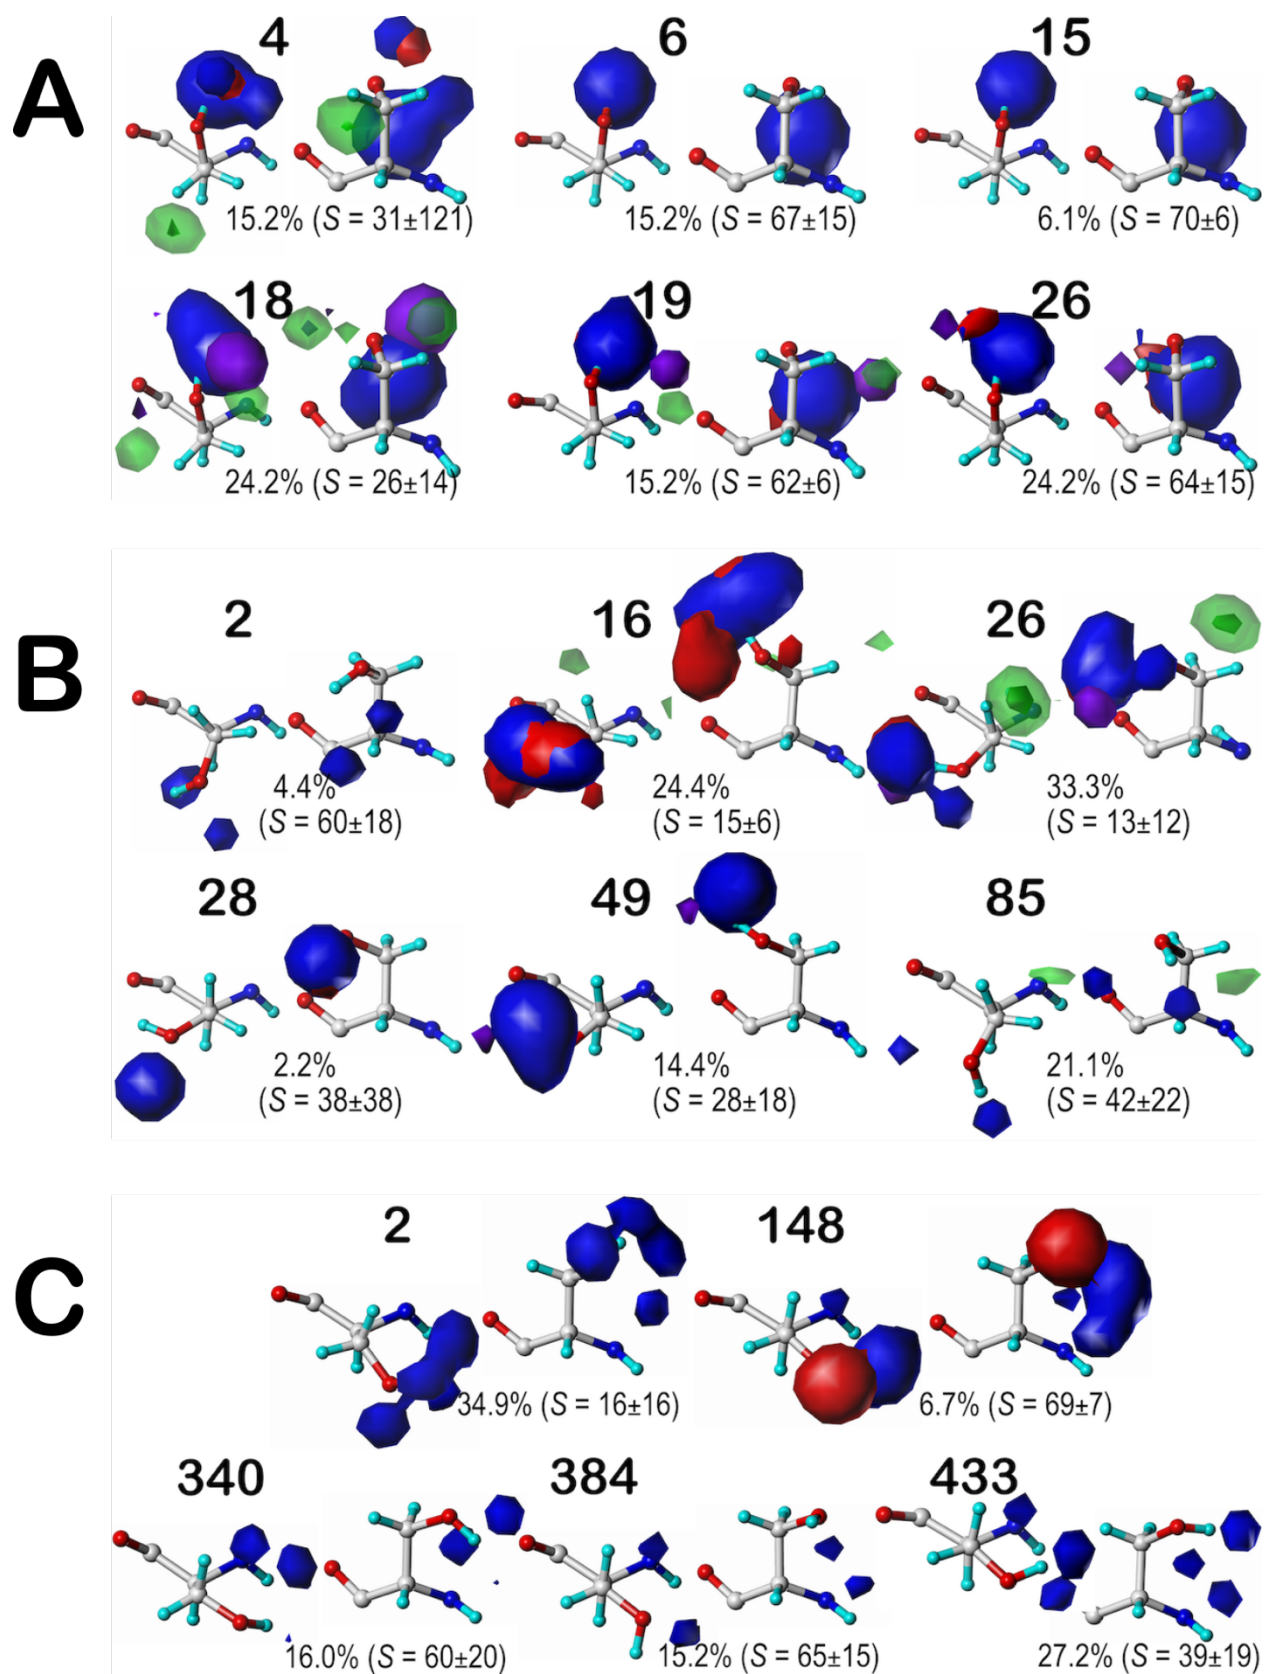 A
4
6
15
15.2% (S = 31±121)
15.2% (S = 67±15)
6.1% (S = 70±6)
18
19
26
24.2% (S = 26±14)
15.2% (S = 62±6)
24.2% (S = 64±15)
B
2
16
26
4.4%
(S = 60±18)
24.4%
(S = 15±6)
33.3%
(S = 13±12)
28
49
85
2.2%
(S = 38±38)
14.4%
(S = 28±18)
21.1%
(S = 42±22)
C
2
148
34.9% (S = 16±16)
6.7% (S = 69±7)
340
384
433
16.0% (S = 60±20)
15.2% (S = 65±15)
27.2% (S = 39±19)